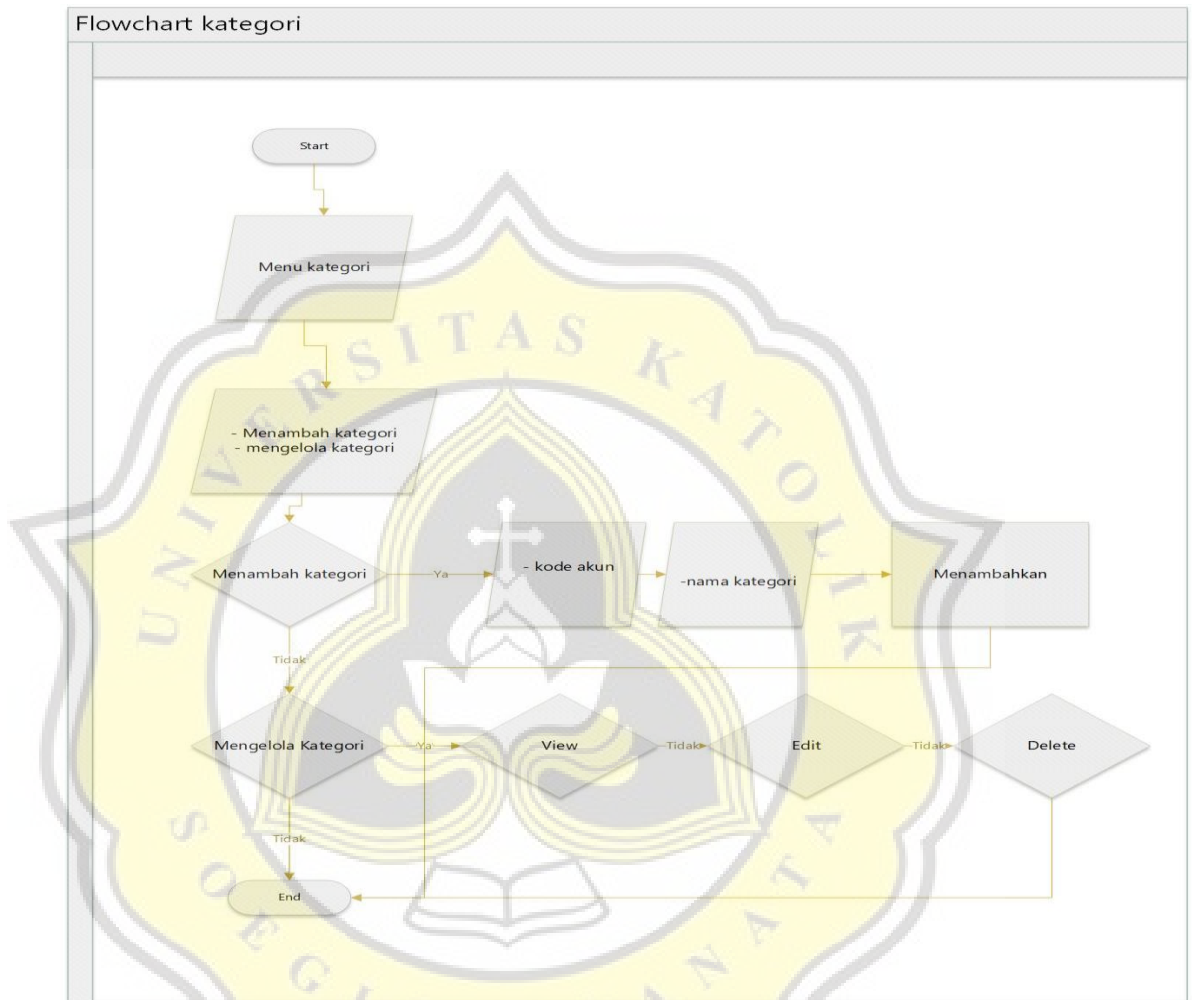 Flowchart kategori
Start
Menu kategori
- Menambah kategori
- mengelola kategori
Menambah kategori
Ya
- kode akun
-nama kategori
Menambahkan
Tidak
Mengelola Kategori
Ya
View
Tidak
Edit
Tidak
Delete
Tidak
End
UNIVERSITAS KATOLIK